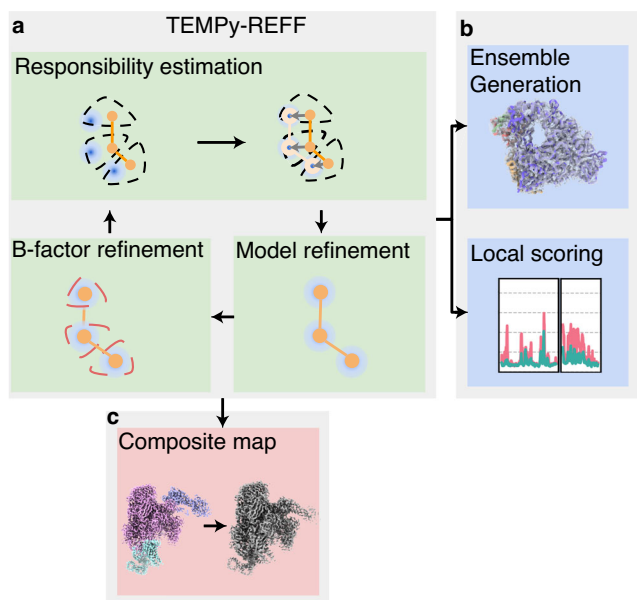 a
TEMPy-REFF
Responsibility estimation
B-factor refinement
Model refinement
b
Ensemble
Generation
Local scoring
c
Composite map